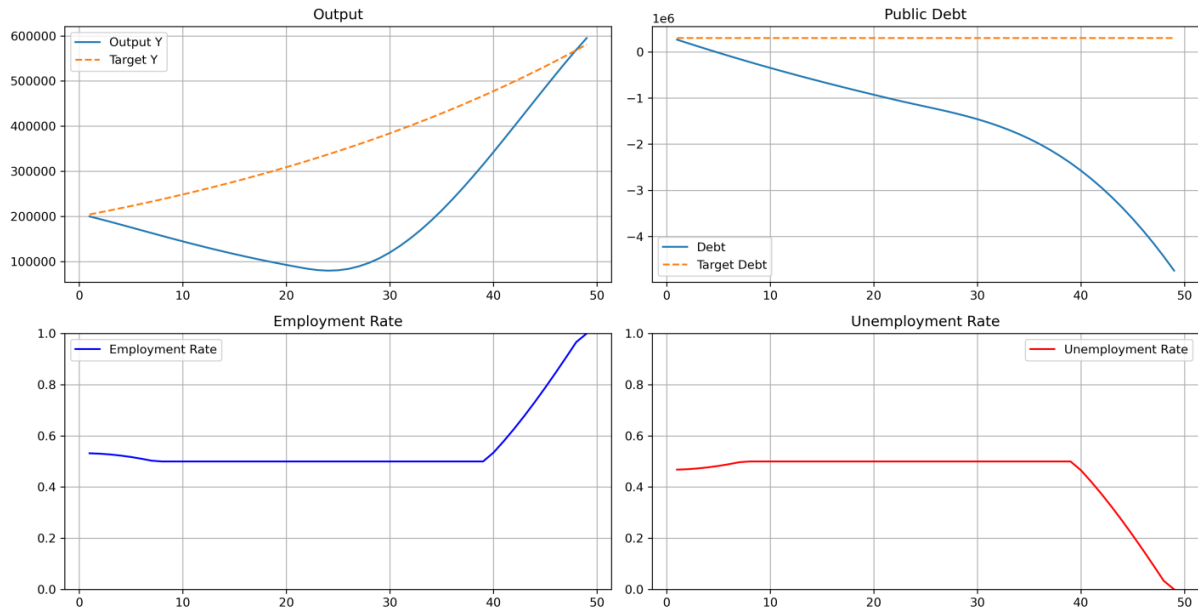 Output
600000
500000
400000
300000
200000
100000
0 10 20 30 40 50
Output Y
Target Y
Public Debt
1e6
0
−1
−2
−3
−4
0 10 20 30 40 50
Debt
Target Debt
Employment Rate
1.0
0.8
0.6
0.4
0.2
0.0
0 10 20 30 40 50
Employment Rate
Unemployment Rate
1.0
0.8
0.6
0.4
0.2
0.0
0 10 20 30 40 50
Unemployment Rate